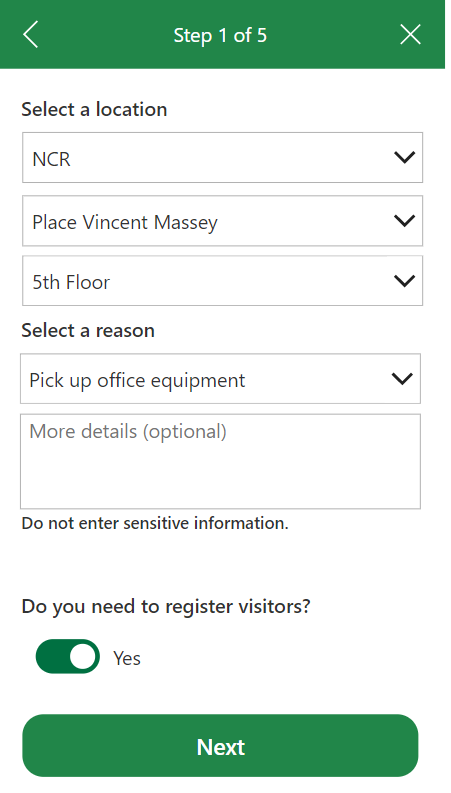 Step 1 of 5
Select a location
NCR
Place Vincent Massey
5th Floor
Select a reason
Pick up office equipment
More details (optional)
Do not enter sensitive information.
Do you need to register visitors?
Yes
Next